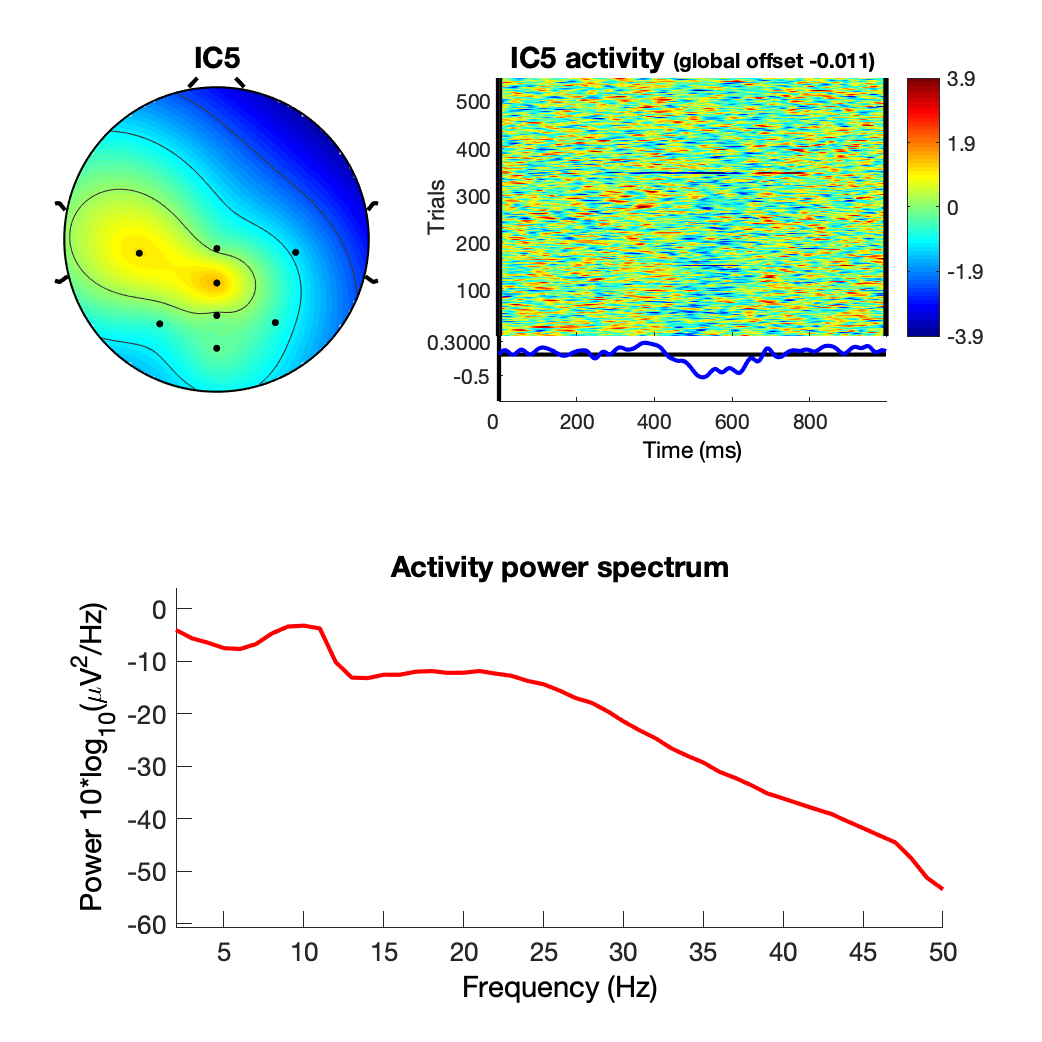 IC5
IC5 activity (global offset -0.011)
500
400
300
200
100
Trials
0.3000
-0.5
0 200 400 600 800
Time (ms)
3.9
1.9
0
-1.9
-3.9
Activity power spectrum
0
-10
-20
-30
-40
-50
-60
Power 10*log10(μV2/Hz)
5 10 15 20 25 30 35 40 45 50
Frequency (Hz)